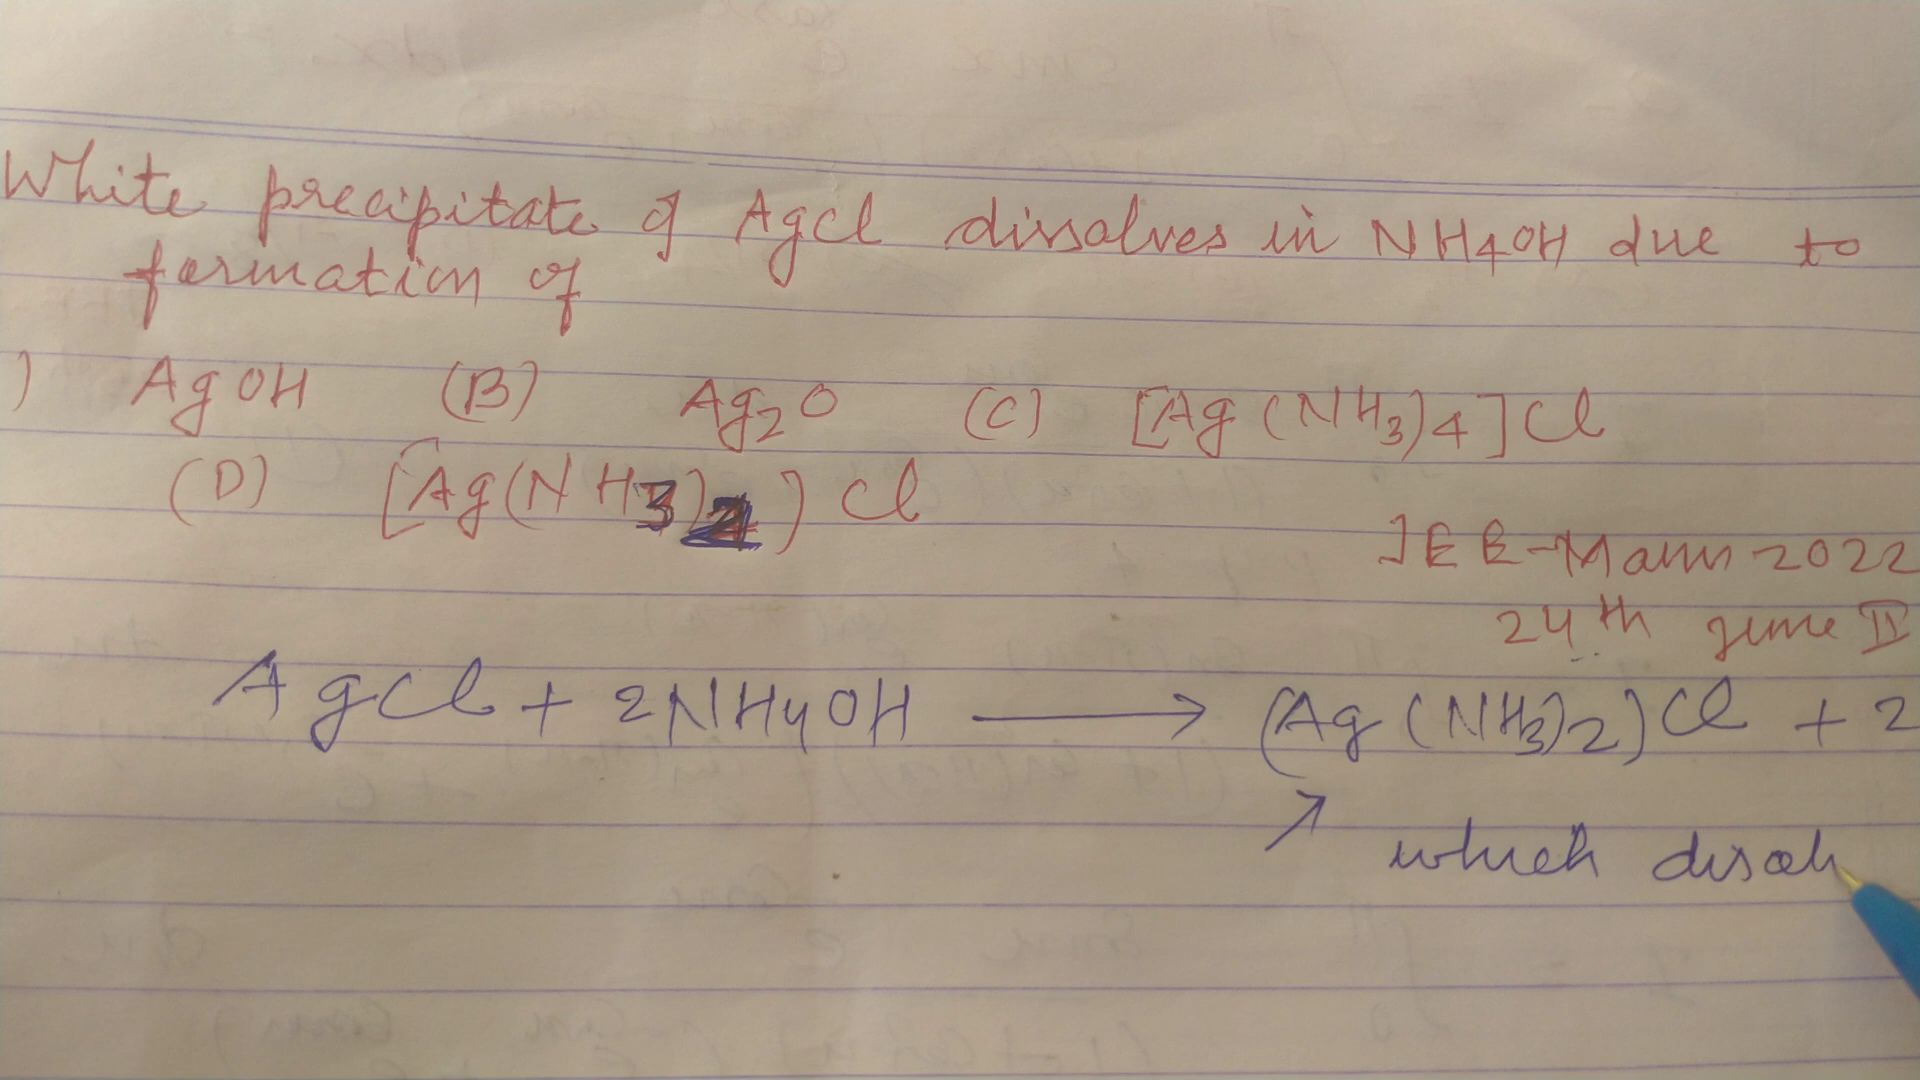 White precipitate of AgCl dissolves in NH4OH due to
formation of
) AgOH (B) Ag2O (C) [Ag(NH3)4]Cl
(D) [Ag(NH3)2]Cl
JEE-Mains 2022
24th june II
AgCl + 2NH4OH → (Ag(NH3)2)Cl + 2
↗ which disol